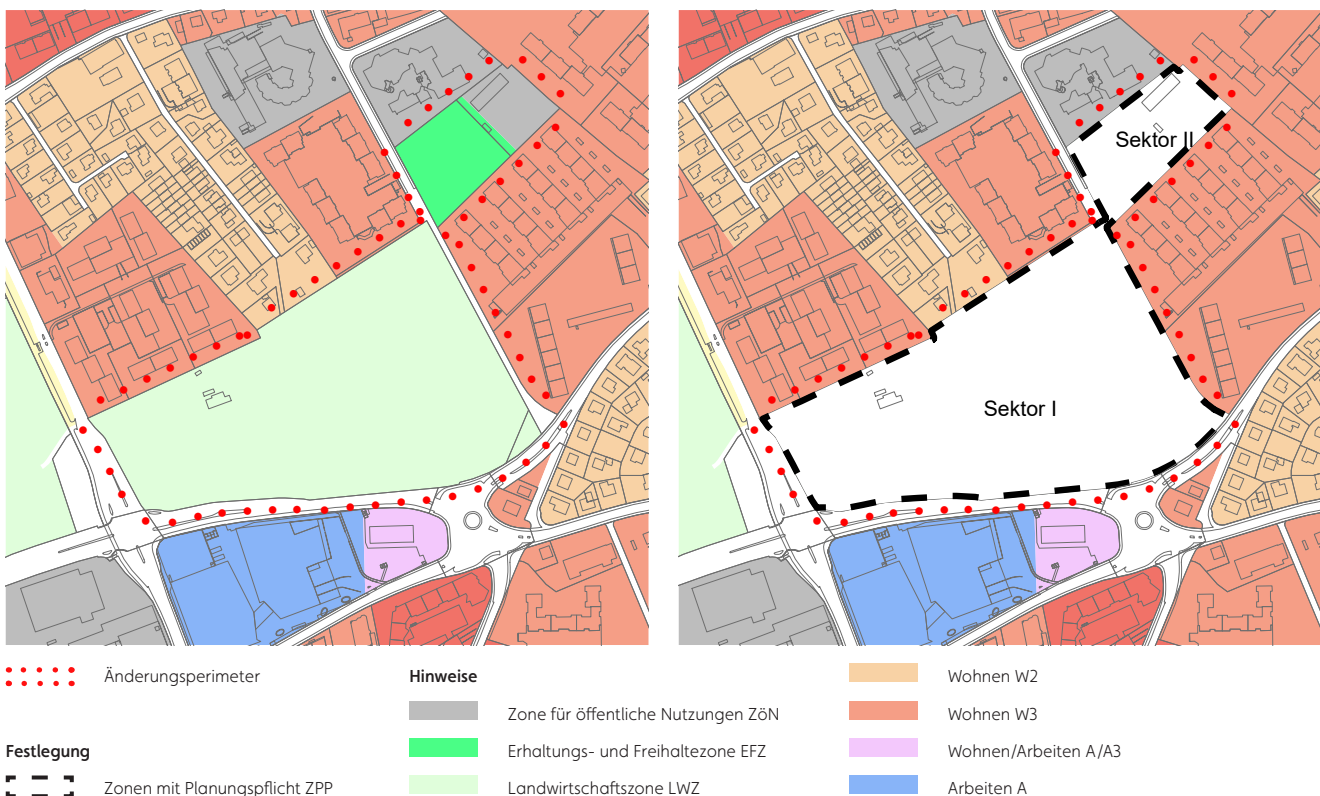 Sektor II
Sektor I
Änderungsperimeter
Festlegung
Zonen mit Planungspflicht ZPP
Hinweise
Zone für öffentliche Nutzungen ZöN
Erhaltungs- und Freihaltezone EFZ
Landwirtschaftszone LWZ
Wohnen W2
Wohnen W3
Wohnen/Arbeiten A/A3
Arbeiten A